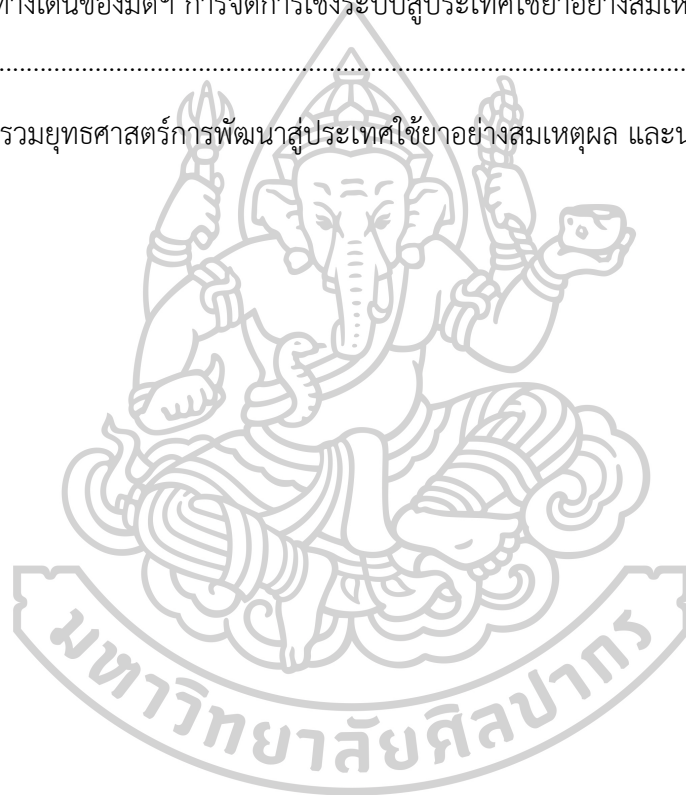 ทางเดินของมติฯ การจัดการเชิงระบบสู่ประเทศใช้ยาอย่างสมเห
................................................................................................
รวมยุทธศาสตร์การพัฒนาสู่ประเทศใช้ยาอย่างสมเหตุผล และน
มหาวิทยาลัยศิลปากร